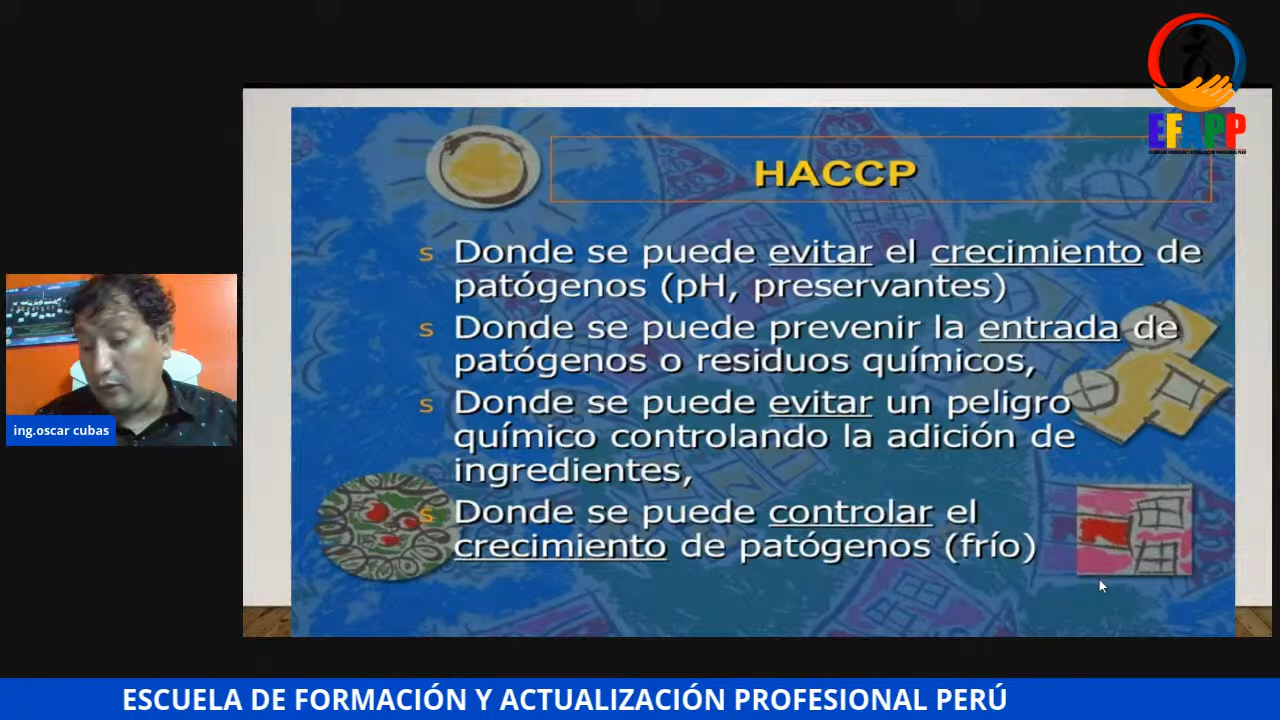 EFAPP
HACCP
s Donde se puede evitar el crecimiento de
patógenos (pH, preservantes)
s Donde se puede prevenir la entrada de
patógenos o residuos químicos,
s Donde se puede evitar un peligro
químico controlando la adición de
ingredientes,
s Donde se puede controlar el
crecimiento de patógenos (frío)
ing.oscar cubas
ESCUELA DE FORMACIÓN Y ACTUALIZACIÓN PROFESIONAL PERÚ